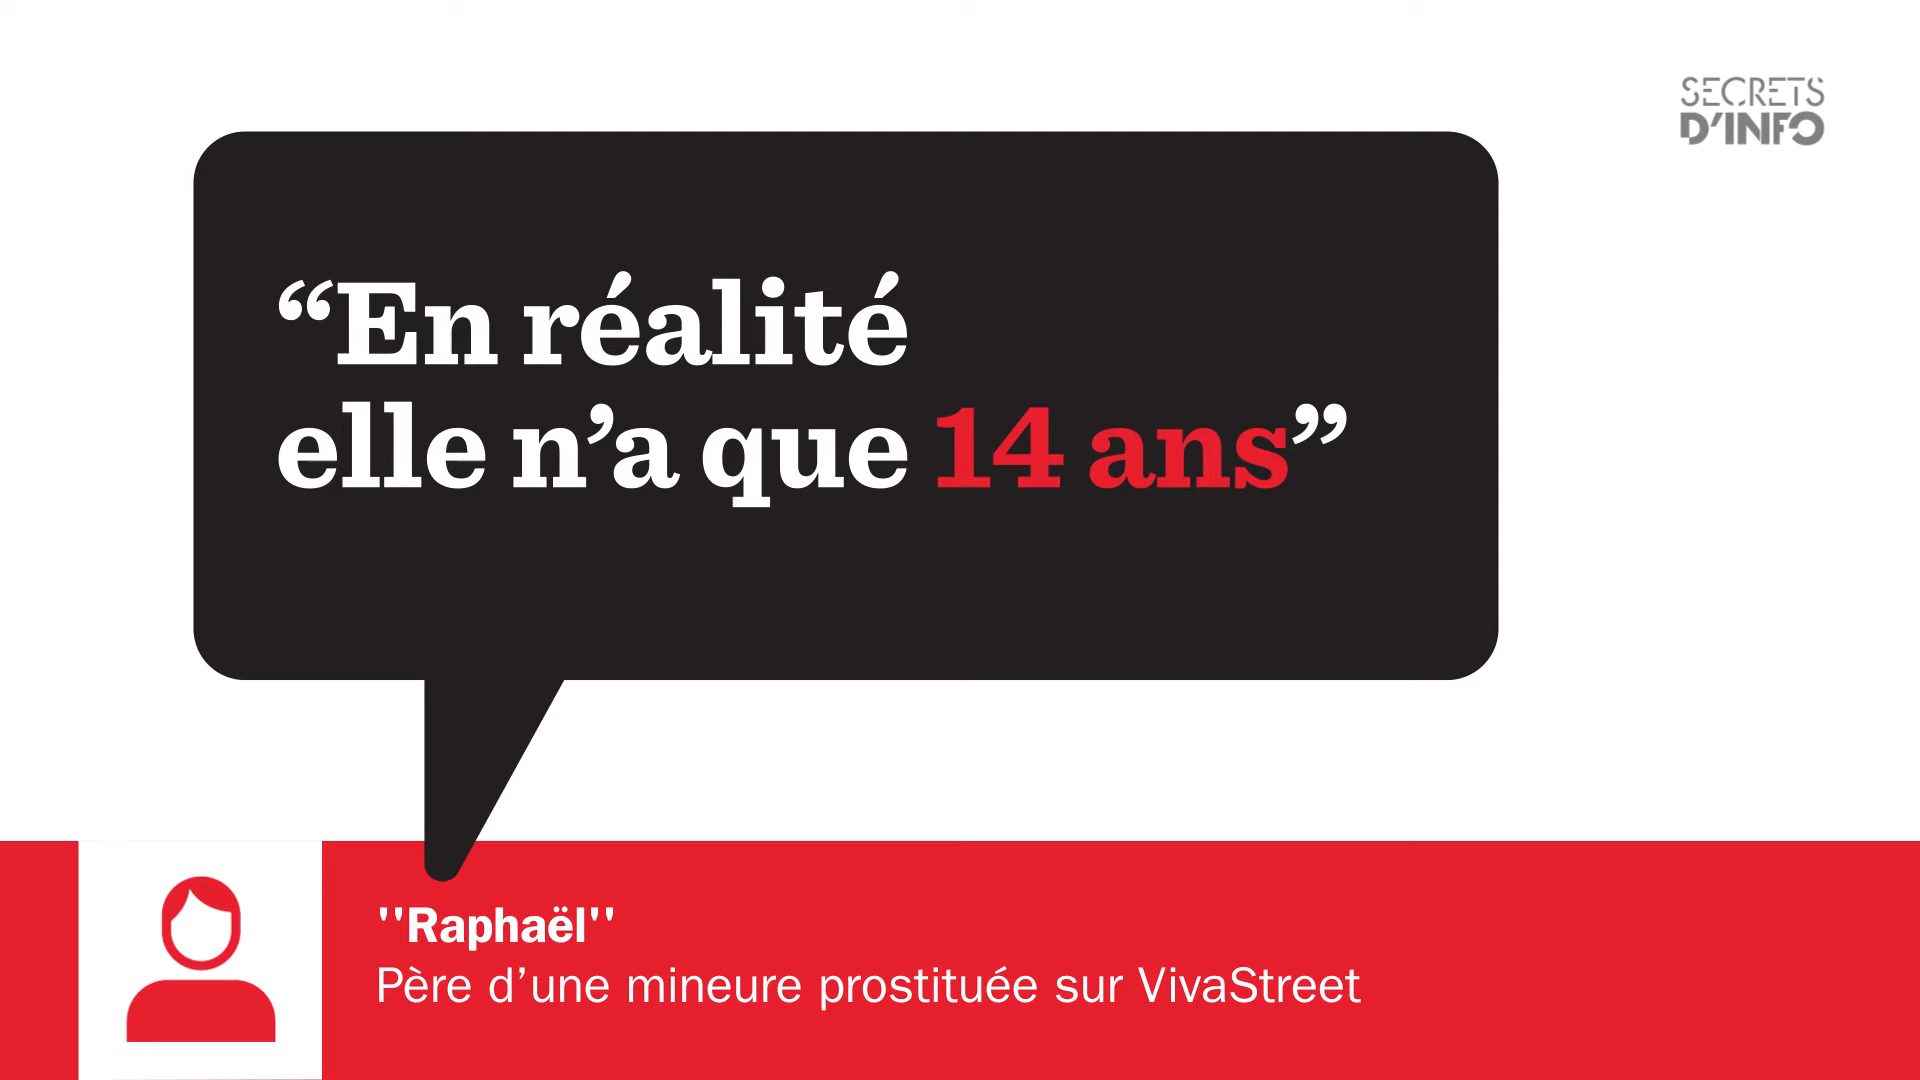 SECRETS
D'INFO
“En réalité
elle n’a que 14 ans”
''Raphaël''
Père d’une mineure prostituée sur VivaStreet